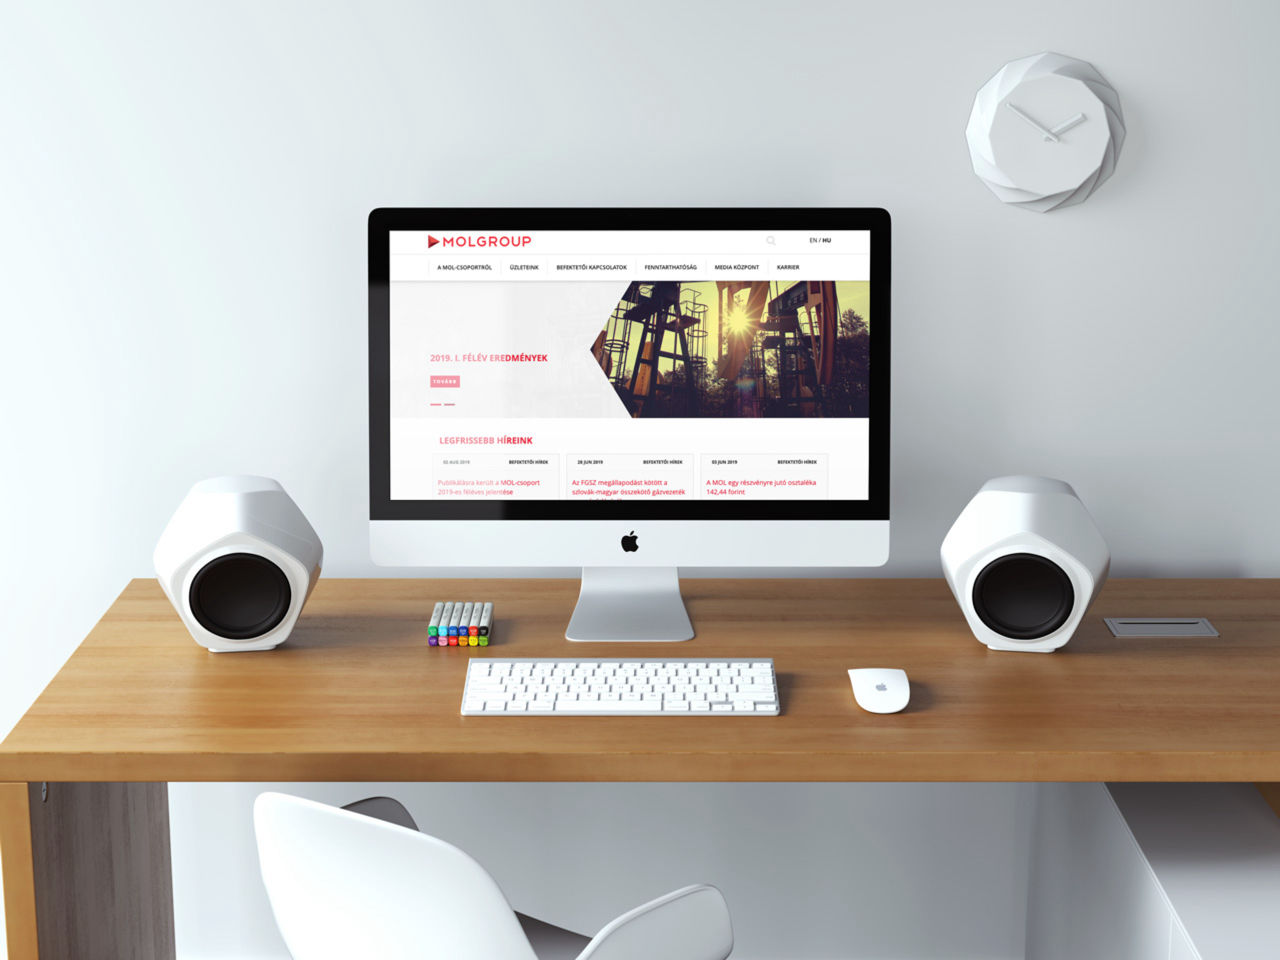 MOLGROUP
EN / HU
A MOL-CSOPORTRÓL ÜZLETEINK BEFEKTETŐI KAPCSOLATOK FENNTARTHATÓSÁG MEDIA KÖZPONT KARRIER
2019. I. FÉLÉV EREDMÉNYEK
TOVÁBB
LEGFRISSEBB HÍREINK
02 AUG 2019 BEFEKTETŐI HÍREK
Publikálásra került a MOL-csoport
2019-es féléves jelentése
28 JUN 2019 BEFEKTETŐI HÍREK
Az FGSZ megállapodást kötött a
szlovák-magyar összekötő gázvezeték
03 JUN 2019 BEFEKTETŐI HÍREK
A MOL egy részvényre jutó osztaléka
142,44 forint